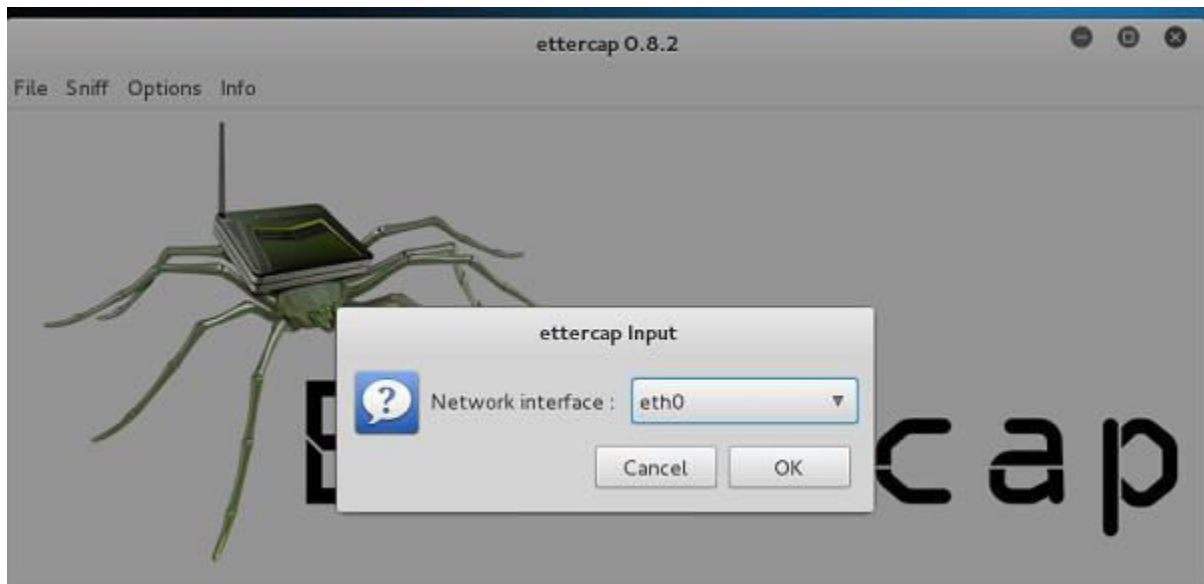 ettercap 0.8.2
File Sniff Options Info
ettercap Input
Network interface : eth0
Cancel OK
cap